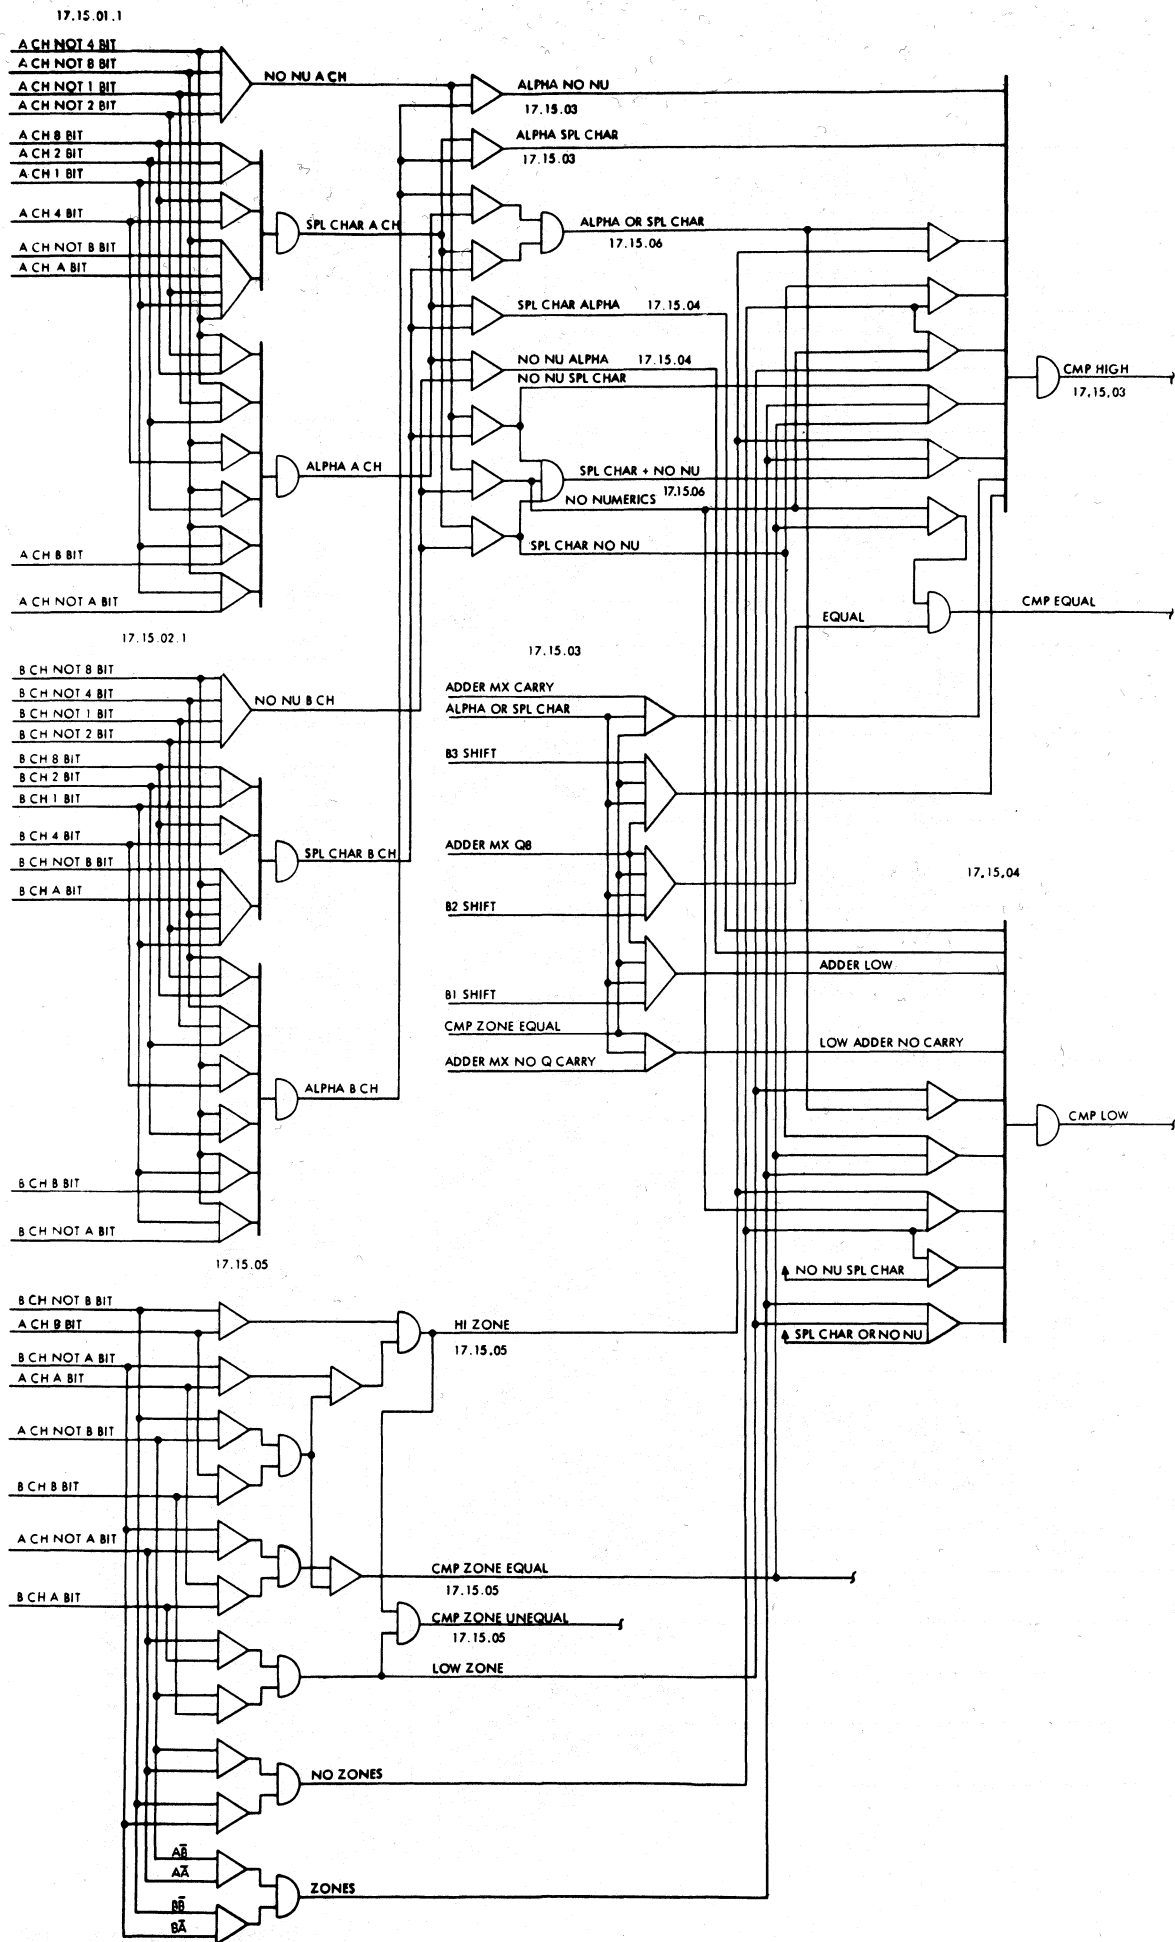 17.15.01.1
A CH NOT 4 BIT
A CH NOT 8 BIT
A CH NOT 1 BIT
A CH NOT 2 BIT
A CH 8 BIT
A CH 2 BIT
A CH 1 BIT
A CH 4 BIT
A CH NOT B BIT
A CH A BIT
A CH B BIT
A CH NOT A BIT
NO NU A CH
SPL CHAR A CH
ALPHA A CH
ALPHA NO NU
17.15.03
ALPHA SPL CHAR
17.15.03
ALPHA OR SPL CHAR
17.15.06
SPL CHAR ALPHA 17.15.04
NO NU ALPHA 17.15.04
NO NU SPL CHAR
SPL CHAR + NO NU
17.15.06
NO NUMERICS
SPL CHAR NO NU
CMP HIGH
17.15.03
EQUAL
CMP EQUAL
17.15.02.1
B CH NOT 8 BIT
B CH NOT 4 BIT
B CH NOT 1 BIT
B CH NOT 2 BIT
B CH 8 BIT
B CH 2 BIT
B CH 1 BIT
B CH 4 BIT
B CH NOT B BIT
B CH A BIT
B CH B BIT
B CH NOT A BIT
NO NU B CH
SPL CHAR B CH
ALPHA B CH
17.15.03
ADDER MX CARRY
ALPHA OR SPL CHAR
B3 SHIFT
ADDER MX Q8
B2 SHIFT
B1 SHIFT
CMP ZONE EQUAL
ADDER MX NO Q CARRY
17.15.04
ADDER LOW
LOW ADDER NO CARRY
CMP LOW
NO NU SPL CHAR
SPL CHAR OR NO NU
17.15.05
B CH NOT B BIT
A CH B BIT
B CH NOT A BIT
A CH A BIT
A CH NOT B BIT
B CH B BIT
A CH NOT A BIT
B CH A BIT
HI ZONE
17.15.05
CMP ZONE EQUAL
17.15.05
CMP ZONE UNEQUAL
17.15.05
LOW ZONE
NO ZONES
AB̅
AA̅
BB̅
BA̅
ZONES